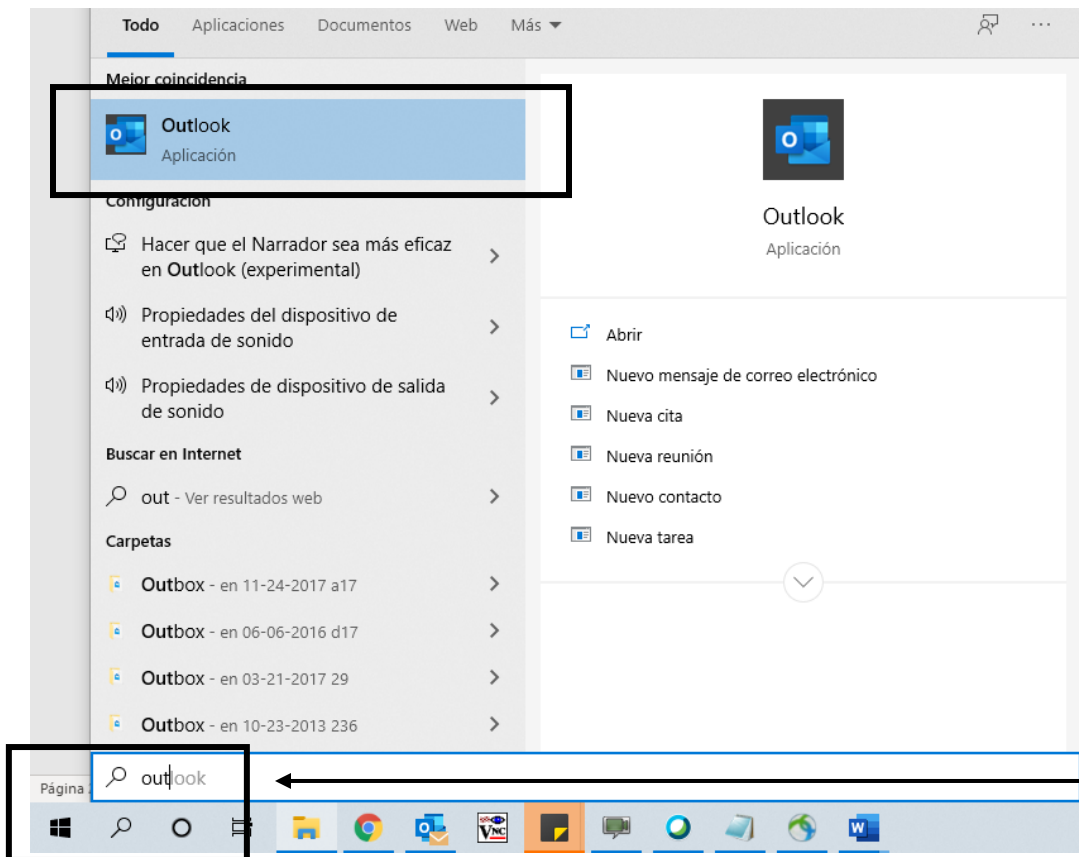 Todo Aplicaciones Documentos Web Más
Mejor coincidencia
Outlook
Aplicación
Configuración
Hacer que el Narrador sea más eficaz
en Outlook (experimental)
Propiedades del dispositivo de
entrada de sonido
Propiedades de dispositivo de salida
de sonido
Buscar en Internet
out - Ver resultados web
Carpetas
Outbox - en 11-24-2017 a17
Outbox - en 06-06-2016 d17
Outbox - en 03-21-2017 29
Outbox - en 10-23-2013 236
Outlook
Aplicación
Abrir
Nuevo mensaje de correo electrónico
Nueva cita
Nueva reunión
Nuevo contacto
Nueva tarea
outlook
Página
VNC